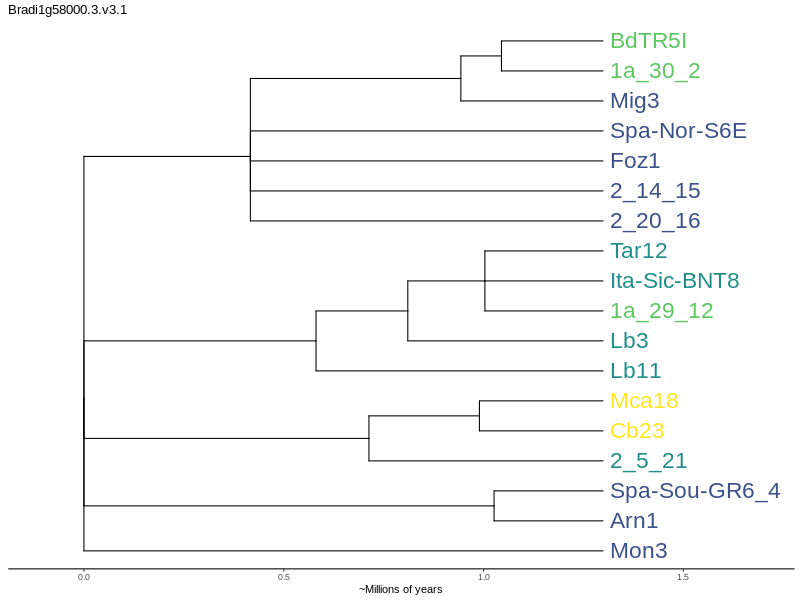 Bradi1g58000.3.v3.1
BdTR5I
1a_30_2
Mig3
Spa-Nor-S6E
Foz1
2_14_15
2_20_16
Tar12
Ita-Sic-BNT8
1a_29_12
Lb3
Lb11
Mca18
Cb23
2_5_21
Spa-Sou-GR6_4
Arn1
Mon3
0.0 0.5 1.0 1.5
~Millions of years